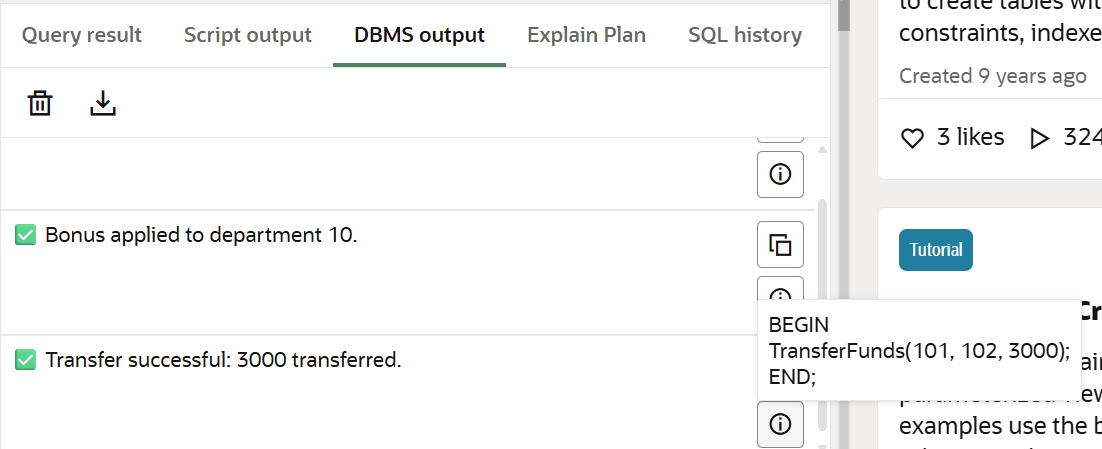 Query result
Script output
DBMS output
Explain Plan
SQL history
✅ Bonus applied to department 10.
✅ Transfer successful: 3000 transferred.
BEGIN
TransferFunds(101, 102, 3000);
END;
to create tables
constraints,
Created 9 years ago
3 likes
324
Tutorial
examples use the